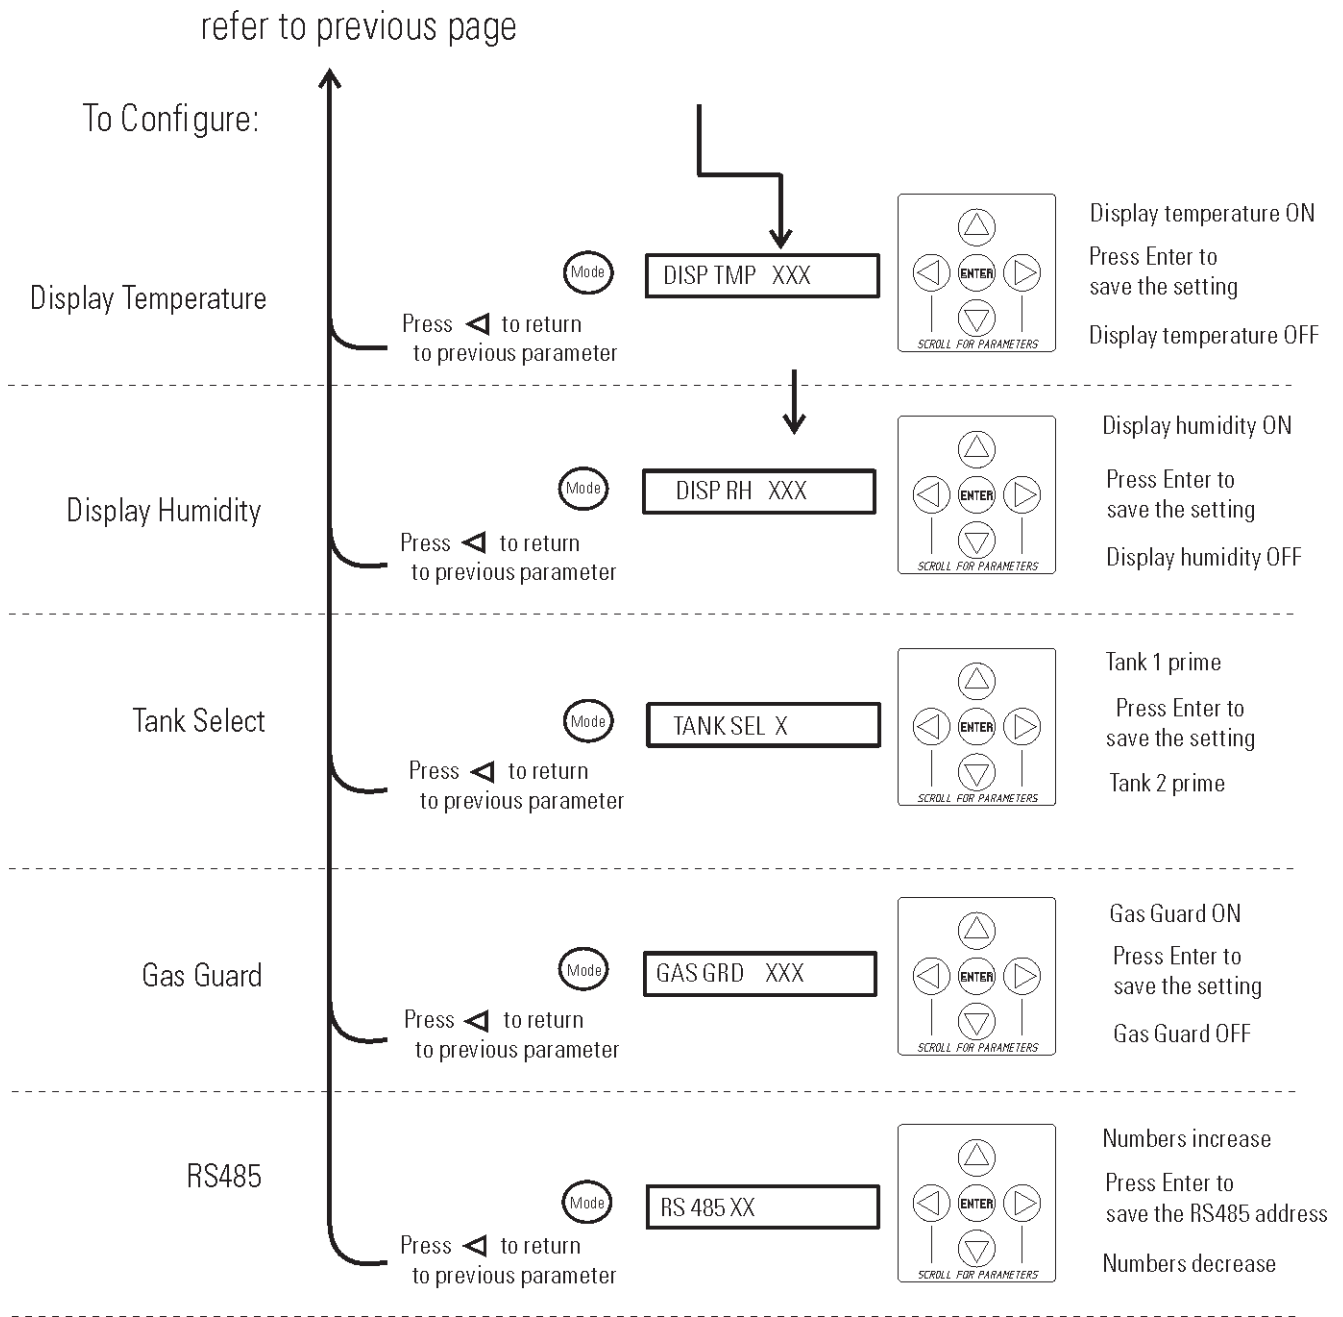 refer to previous page
To Configure:
Display Temperature
Mode
DISP TMP XXX
Press to return
to previous parameter
ENTER
SCROLL FOR PARAMETERS
Display temperature ON
Press Enter to
save the setting
Display temperature OFF
Display Humidity
Mode
DISP RH XXX
Press to return
to previous parameter
ENTER
SCROLL FOR PARAMETERS
Display humidity ON
Press Enter to
save the setting
Display humidity OFF
Tank Select
Mode
TANK SEL X
Press to return
to previous parameter
ENTER
SCROLL FOR PARAMETERS
Tank 1 prime
Press Enter to
save the setting
Tank 2 prime
Gas Guard
Mode
GAS GRD XXX
Press to return
to previous parameter
ENTER
SCROLL FOR PARAMETERS
Gas Guard ON
Press Enter to
save the setting
Gas Guard OFF
RS485
Mode
RS 485 XX
Press to return
to previous parameter
ENTER
SCROLL FOR PARAMETERS
Numbers increase
Press Enter to
save the RS485 address
Numbers decrease